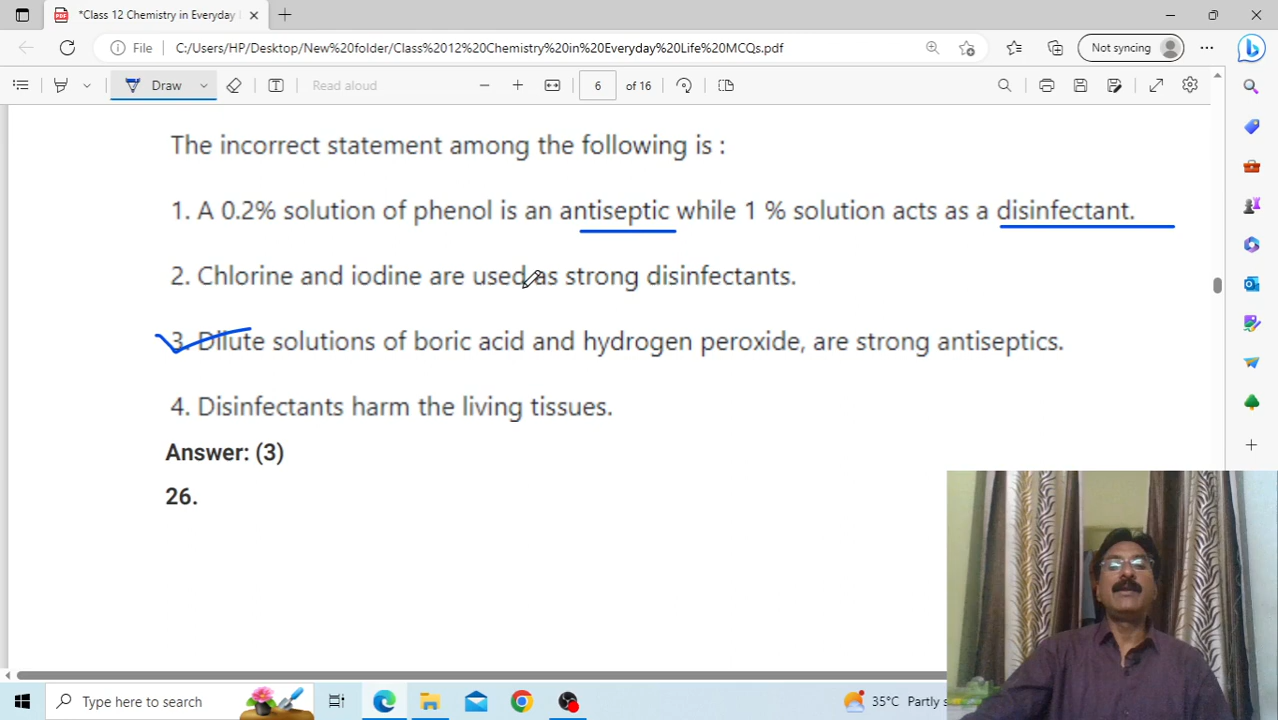 *Class 12 Chemistry in Everyday
File C:/Users/HP/Desktop/New%20folder/Class%2012%20Chemistry%20in%20Everyday%20Life%20MCQs.pdf Not syncing
Draw Read aloud 6 of 16
The incorrect statement among the following is :
1. A 0.2% solution of phenol is an antiseptic while 1 % solution acts as a disinfectant.
2. Chlorine and iodine are used as strong disinfectants.
3. Dilute solutions of boric acid and hydrogen peroxide, are strong antiseptics.
4. Disinfectants harm the living tissues.
Answer: (3)
26.
Type here to search 35°C Partly